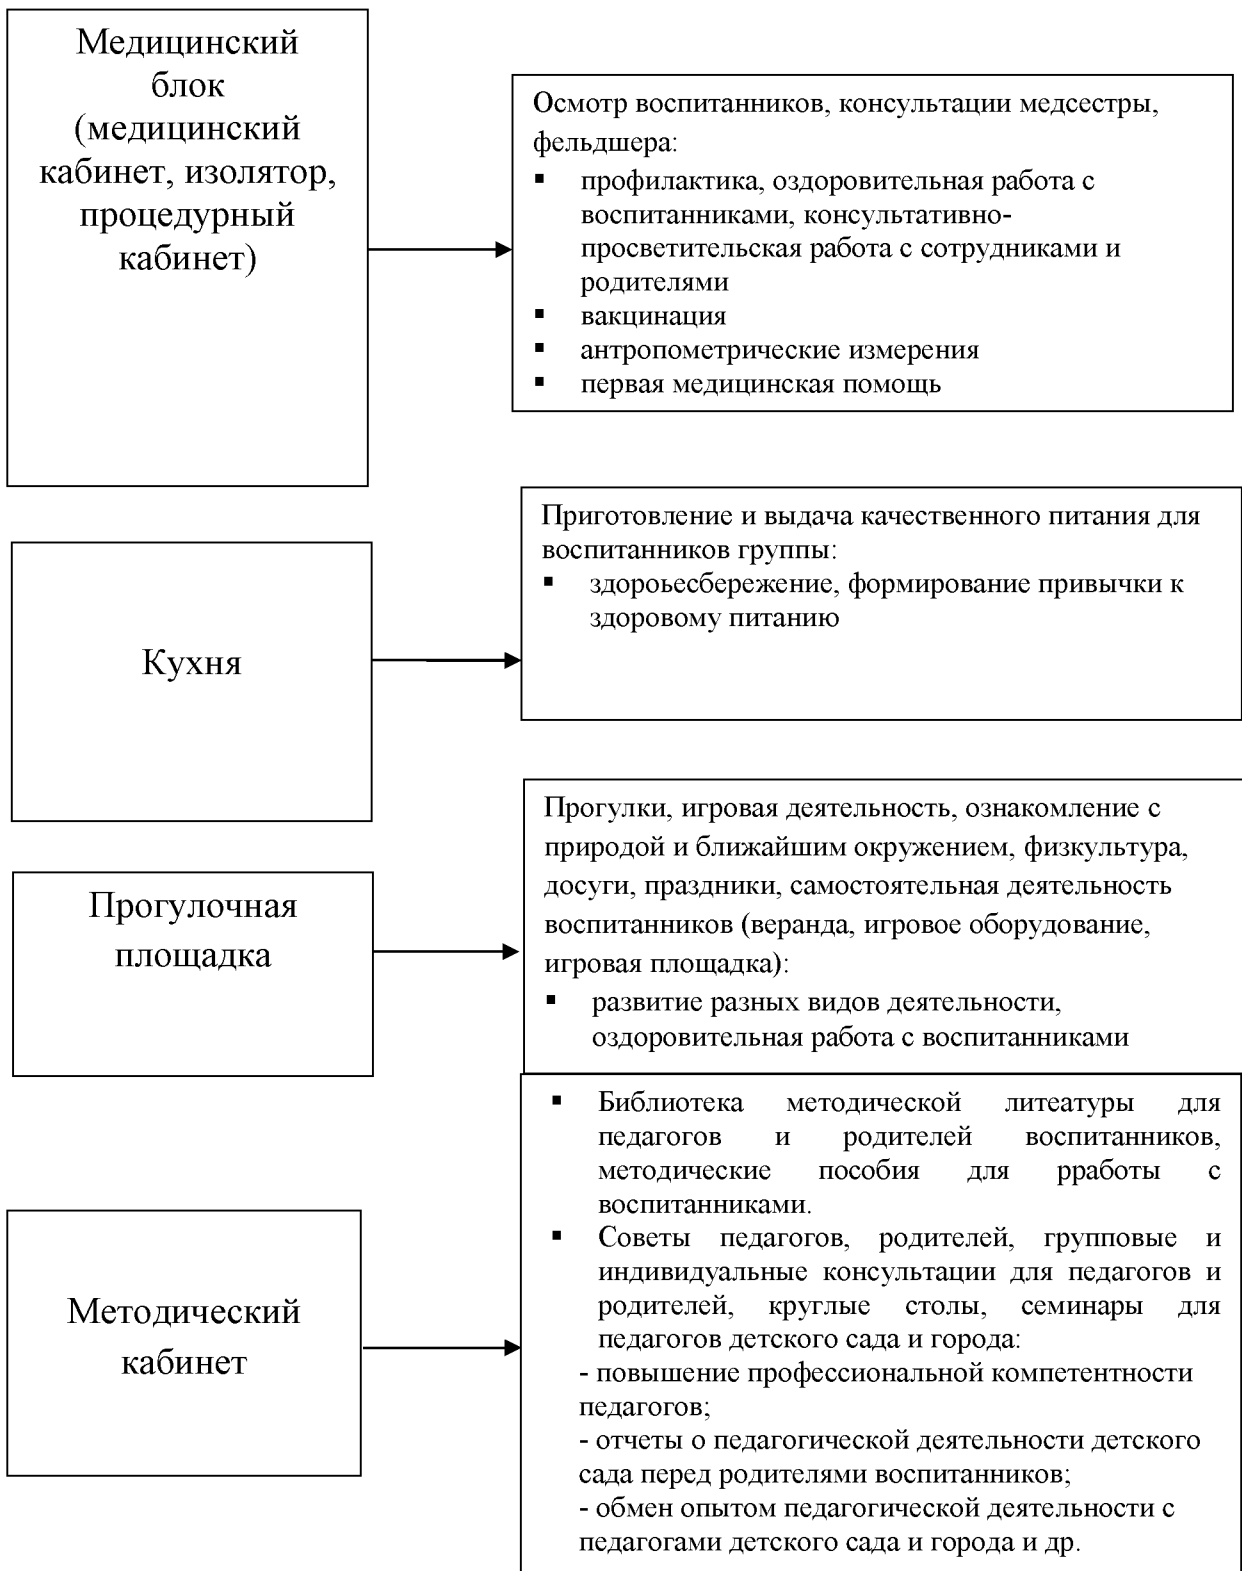 Медицинский
блок
(медицинский
кабинет, изолятор,
процедурный
кабинет)
Осмотр воспитанников, консультации медсестры,
фельдшера:
▪ профилактика, оздоровительная работа с
воспитанниками, консультативно-
просветительская работа с сотрудниками и
родителями
▪ вакцинация
▪ антропометрические измерения
▪ первая медицинская помощь
Кухня
Приготовление и выдача качественного питания для
воспитанников группы:
▪ здороьесбережение, формирование привычки к
здоровому питанию
Прогулочная
площадка
Прогулки, игровая деятельность, ознакомление с
природой и ближайшим окружением, физкультура,
досуги, праздники, самостоятельная деятельность
воспитанников (веранда, игровое оборудование,
игровая площадка):
▪ развитие разных видов деятельности,
оздоровительная работа с воспитанниками
Методический
кабинет
▪ Библиотека методической литеатуры для
педагогов и родителей воспитанников,
методические пособия для рработы с
воспитанниками.
▪ Советы педагогов, родителей, групповые и
индивидуальные консультации для педагогов и
родителей, круглые столы, семинары для
педагогов детского сада и города:
- повышение профессиональной компетентности
педагогов;
- отчеты о педагогической деятельности детского
сада перед родителями воспитанников;
- обмен опытом педагогической деятельности с
педагогами детского сада и города и др.